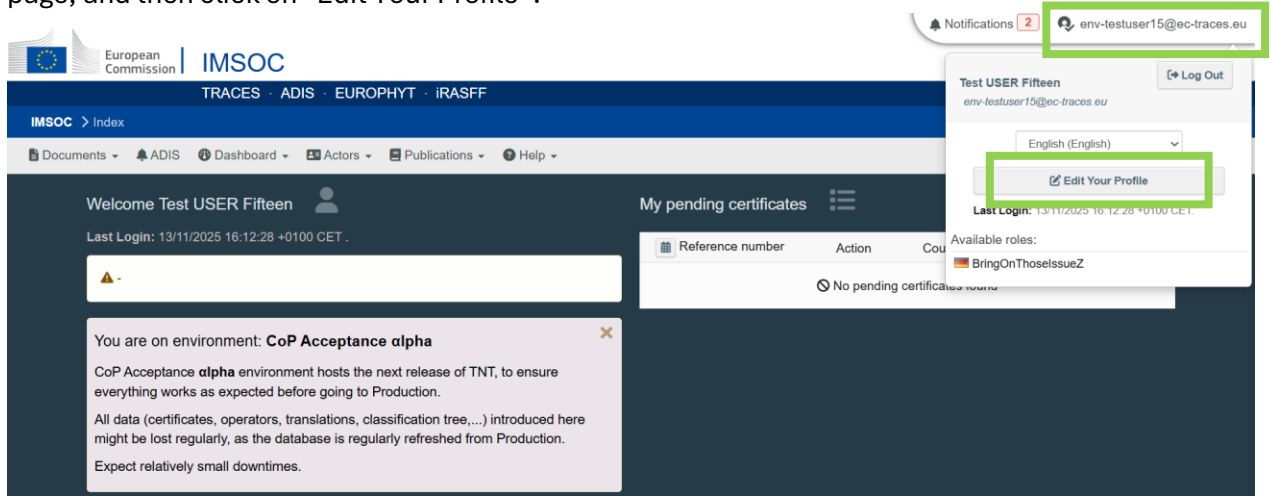 page, and then click on "Edit Your Profile".
Notifications 2 env-testuser15@ec-traces.eu
European
Commission
IMSOC
TRACES · ADIS · EUROPHYT · iRASFF
IMSOC > Index
Documents ADIS Dashboard Actors Publications Help
Test USER Fifteen
Log Out
env-testuser15@ec-traces.eu
English (English)
Edit Your Profile
Last Login: 13/11/2025 16:12:28 +0100 CET.
Available roles:
BringOnThoseIssueZ
Welcome Test USER Fifteen
Last Login: 13/11/2025 16:12:28 +0100 CET .
-
My pending certificates
Reference number Action Cou
No pending certificates found
You are on environment: CoP Acceptance αlpha
CoP Acceptance αlpha environment hosts the next release of TNT, to ensure
everything works as expected before going to Production.
All data (certificates, operators, translations, classification tree,...) introduced here
might be lost regularly, as the database is regularly refreshed from Production.
Expect relatively small downtimes.